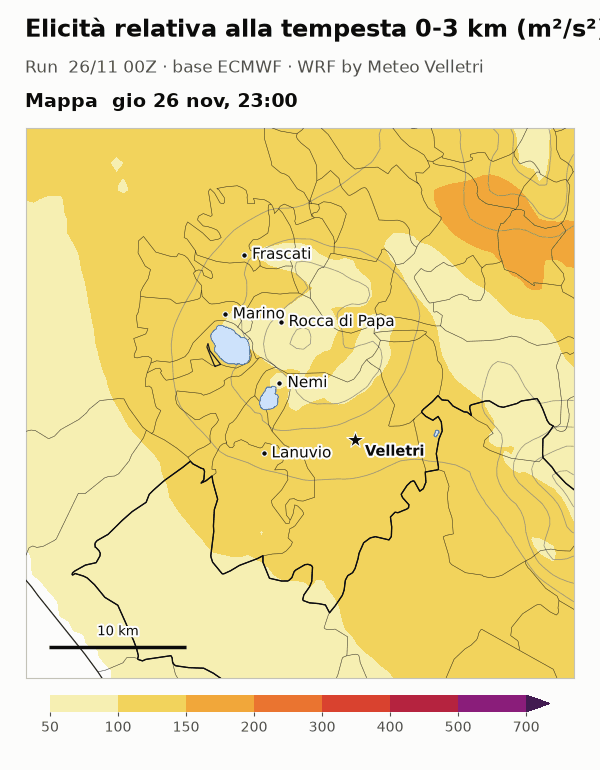 Elicità relativa alla tempesta 0-3 km (m²/s²)
Run  26/11 00Z · base ECMWF · WRF by Meteo Velletri
Mappa  gio 26 nov, 23:00
Frascati
Marino
Rocca di Papa
Nemi
Velletri
Lanuvio
10 km
50 100 150 200 300 400 500 700